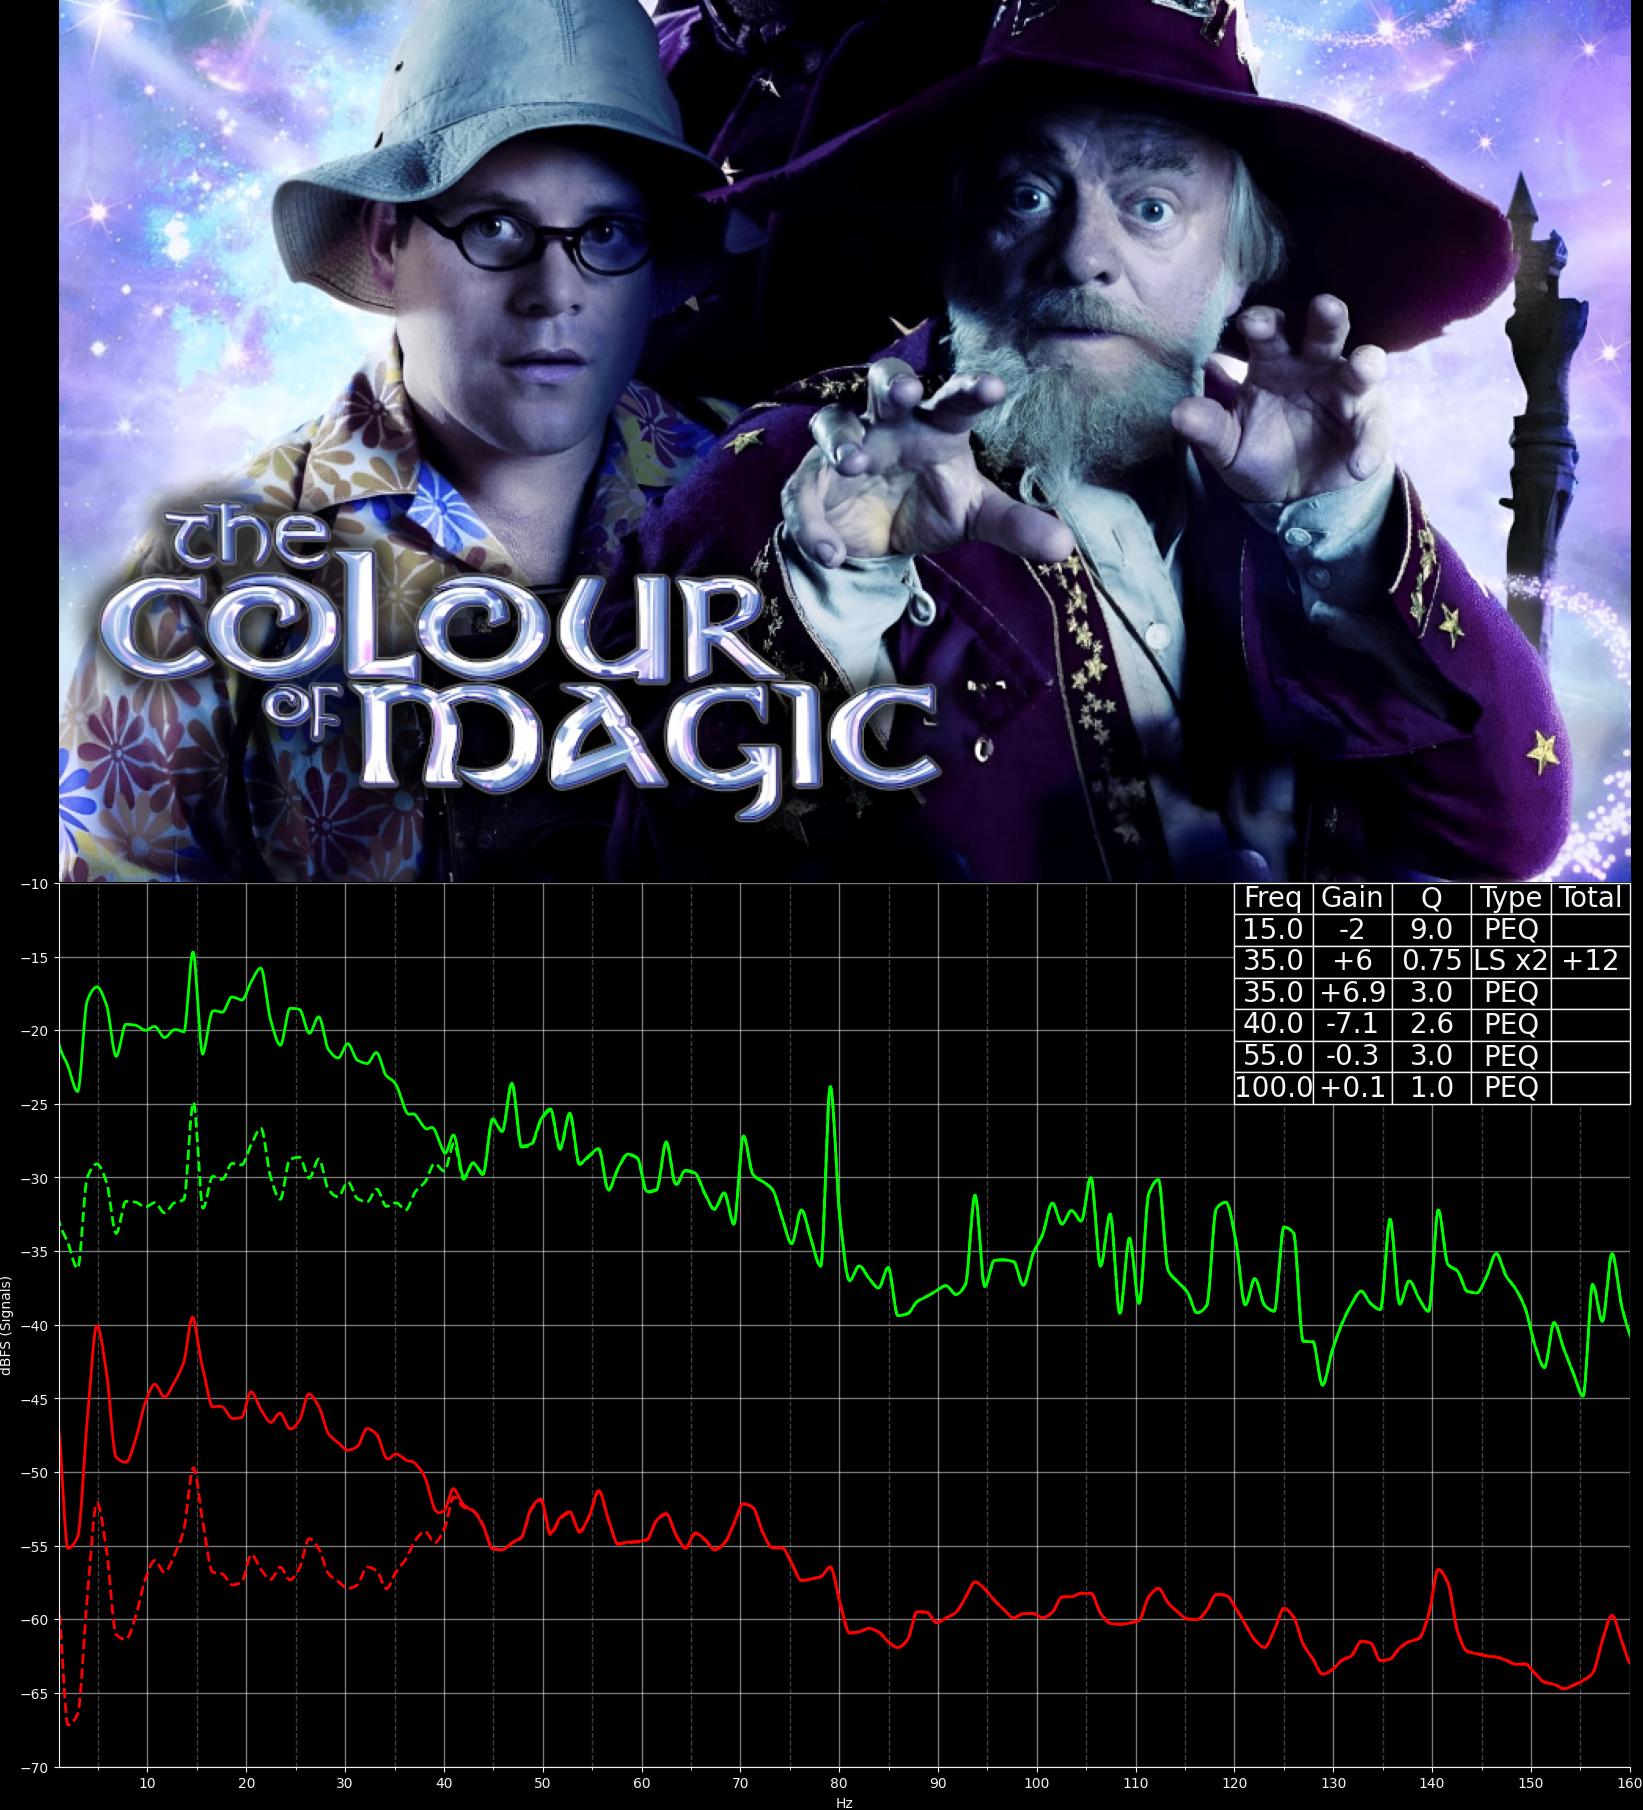 The
COLOUR
OF MAGIC
Freq Gain Q Type Total
15.0 -2 9.0 PEQ
35.0 +6 0.75 LS x2 +12
35.0 +6.9 3.0 PEQ
40.0 -7.1 2.6 PEQ
55.0 -0.3 3.0 PEQ
100.0 +0.1 1.0 PEQ
−10
−15
−20
−25
−30
−35
−40
−45
−50
−55
−60
−65
−70
dBFS (Signals)
10 20 30 40 50 60 70 80 90 100 110 120 130 140 150 160
Hz